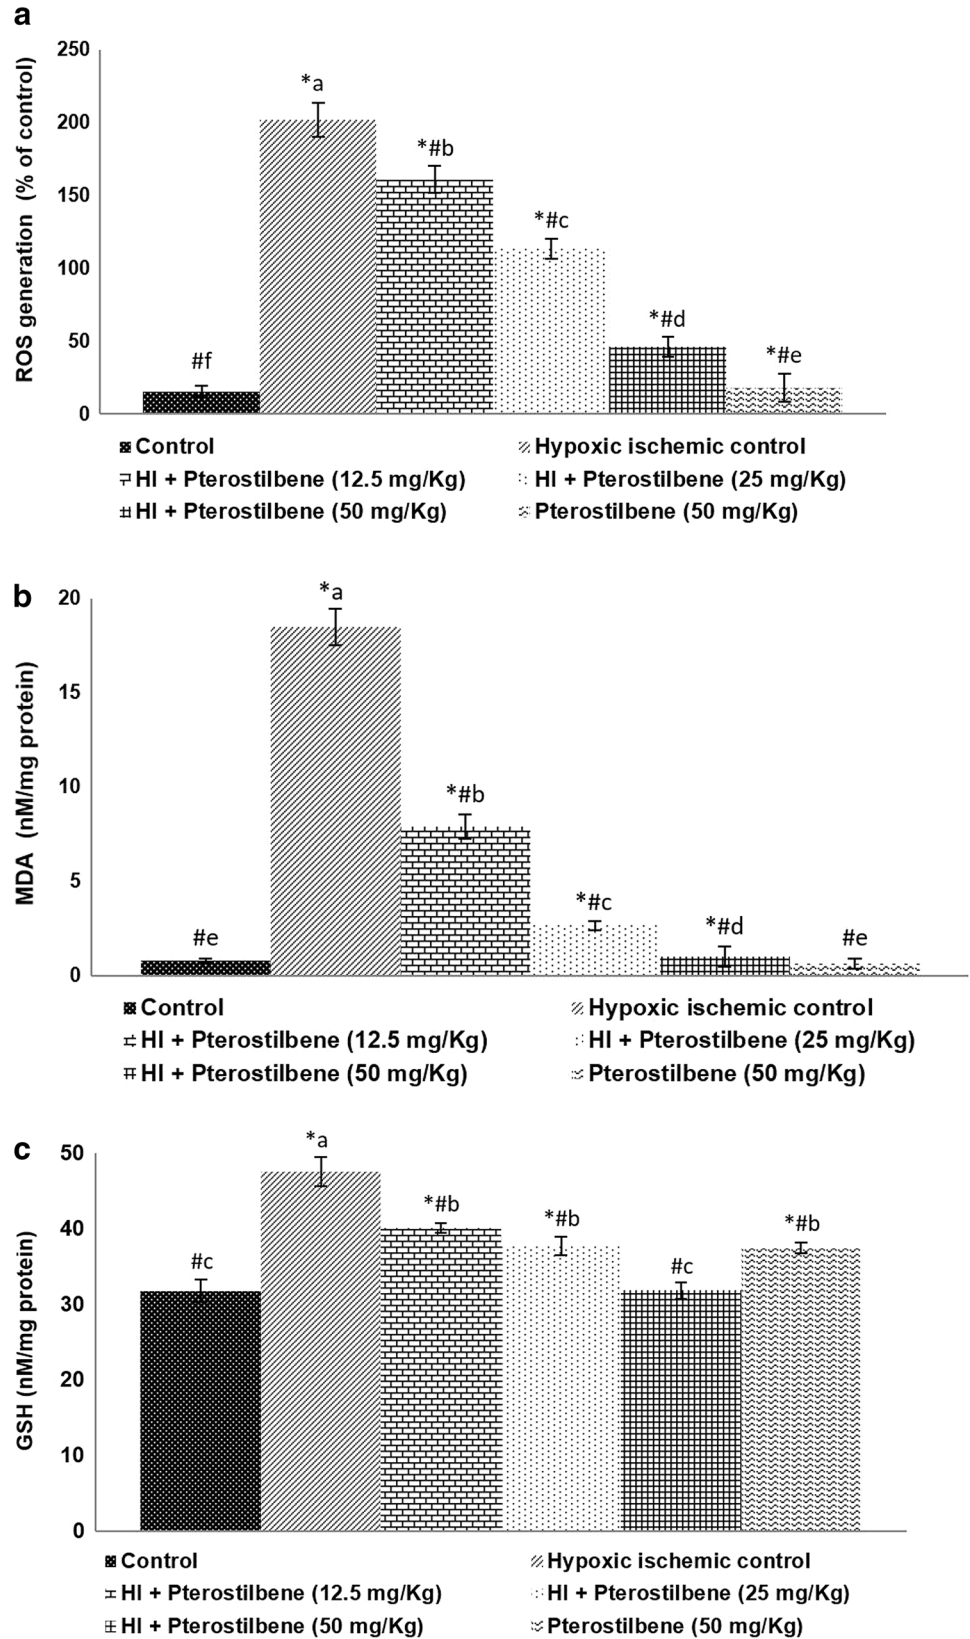 a
ROS generation (% of control)
250
200
150
100
50
0
#f
*a
*#b
*#c
*#d
*#e
Control
Hypoxic ischemic control
HI + Pterostilbene (12.5 mg/Kg)
HI + Pterostilbene (25 mg/Kg)
HI + Pterostilbene (50 mg/Kg)
Pterostilbene (50 mg/Kg)
b
MDA (nM/mg protein)
20
15
10
5
0
#e
*a
*#b
*#c
*#d
#e
Control
Hypoxic ischemic control
HI + Pterostilbene (12.5 mg/Kg)
HI + Pterostilbene (25 mg/Kg)
HI + Pterostilbene (50 mg/Kg)
Pterostilbene (50 mg/Kg)
c
GSH (nM/mg protein)
50
40
30
20
10
0
#c
*a
*#b
*#b
#c
*#b
Control
Hypoxic ischemic control
HI + Pterostilbene (12.5 mg/Kg)
HI + Pterostilbene (25 mg/Kg)
HI + Pterostilbene (50 mg/Kg)
Pterostilbene (50 mg/Kg)